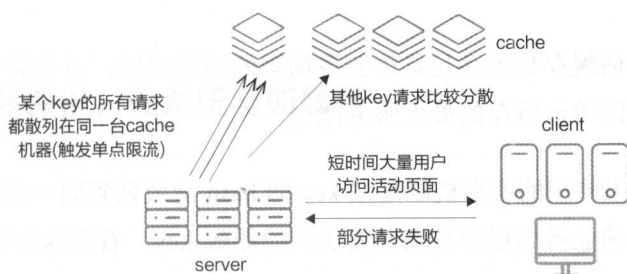 cache
某个key的所有请求
都散列在同一台cache
机器(触发单点限流)
其他key请求比较分散
client
短时间大量用户
访问活动页面
部分请求失败
server